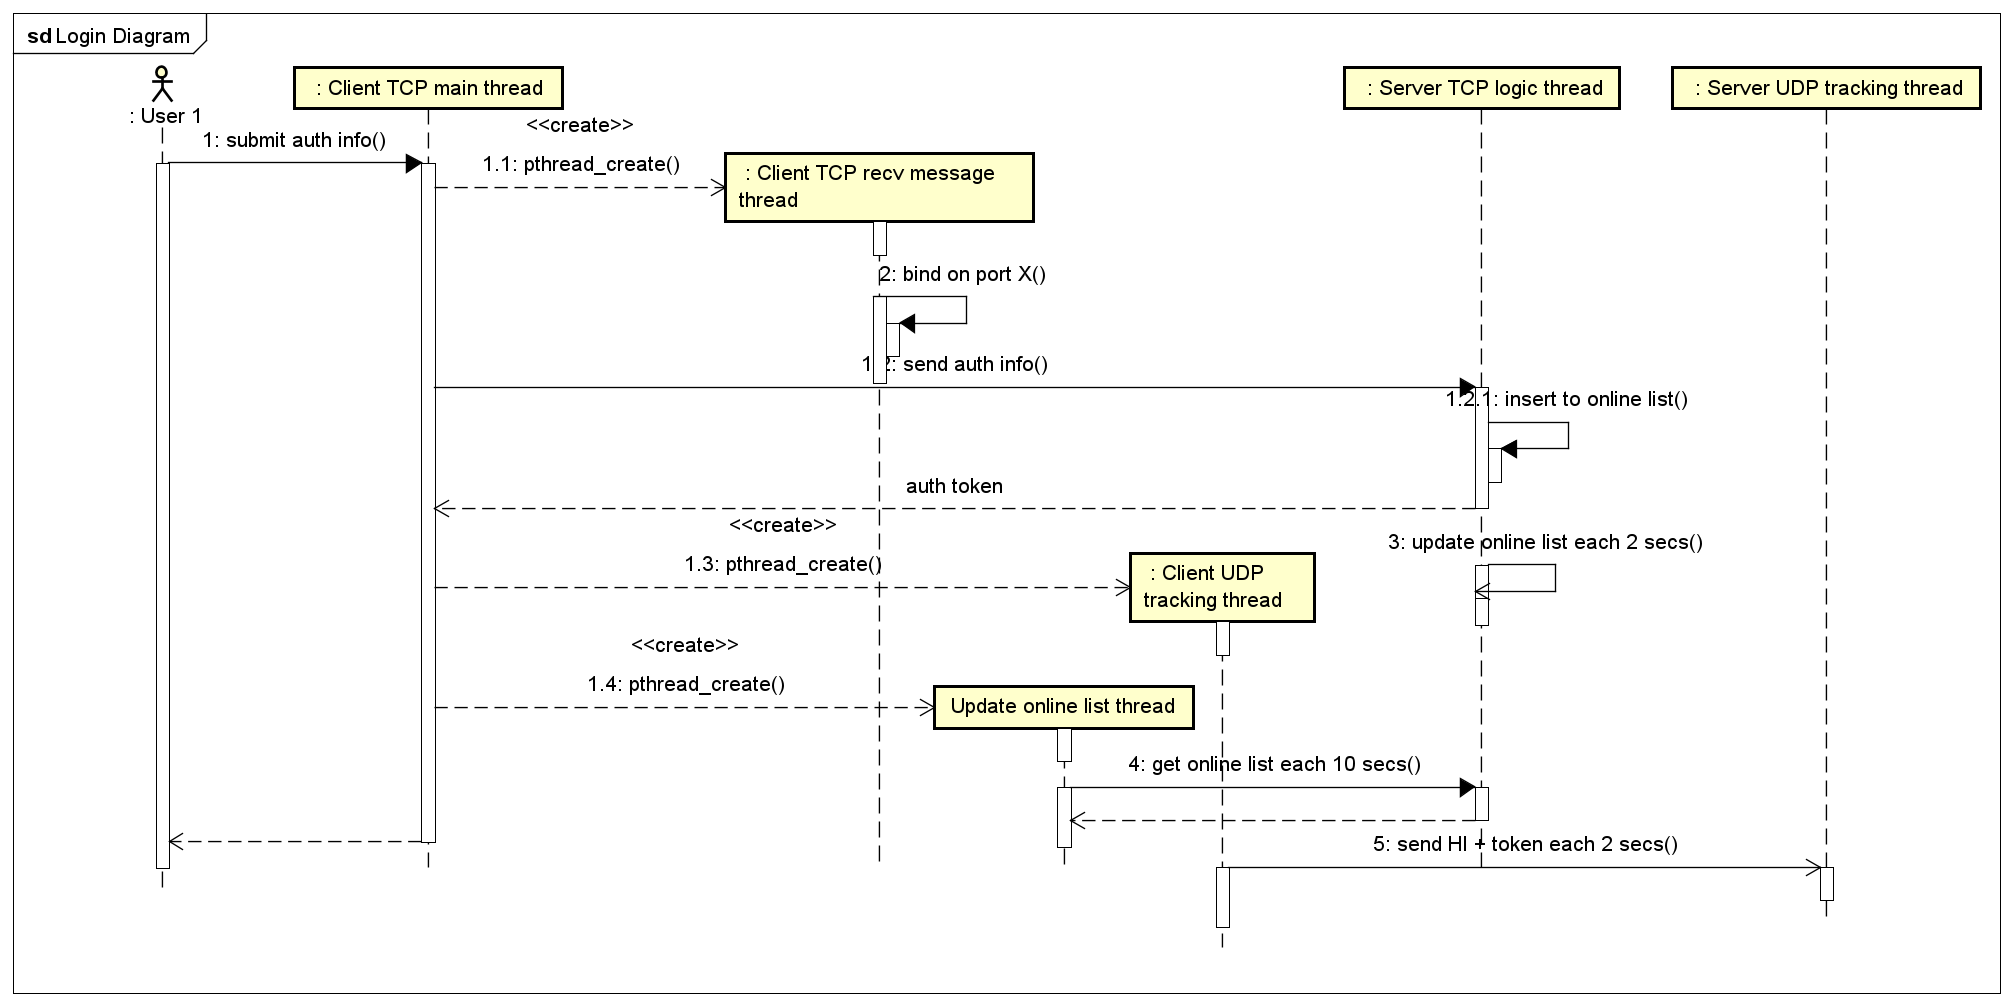 sd Login Diagram
: User 1
: Client TCP main thread
: Server TCP logic thread
: Server UDP tracking thread
<<create>>
1: submit auth info()
1.1: pthread_create()
: Client TCP recv message
thread
2: bind on port X()
1.2: send auth info()
1.2.1: insert to online list()
auth token
<<create>>
3: update online list each 2 secs()
1.3: pthread_create()
: Client UDP
tracking thread
<<create>>
1.4: pthread_create()
Update online list thread
4: get online list each 10 secs()
5: send HI + token each 2 secs()